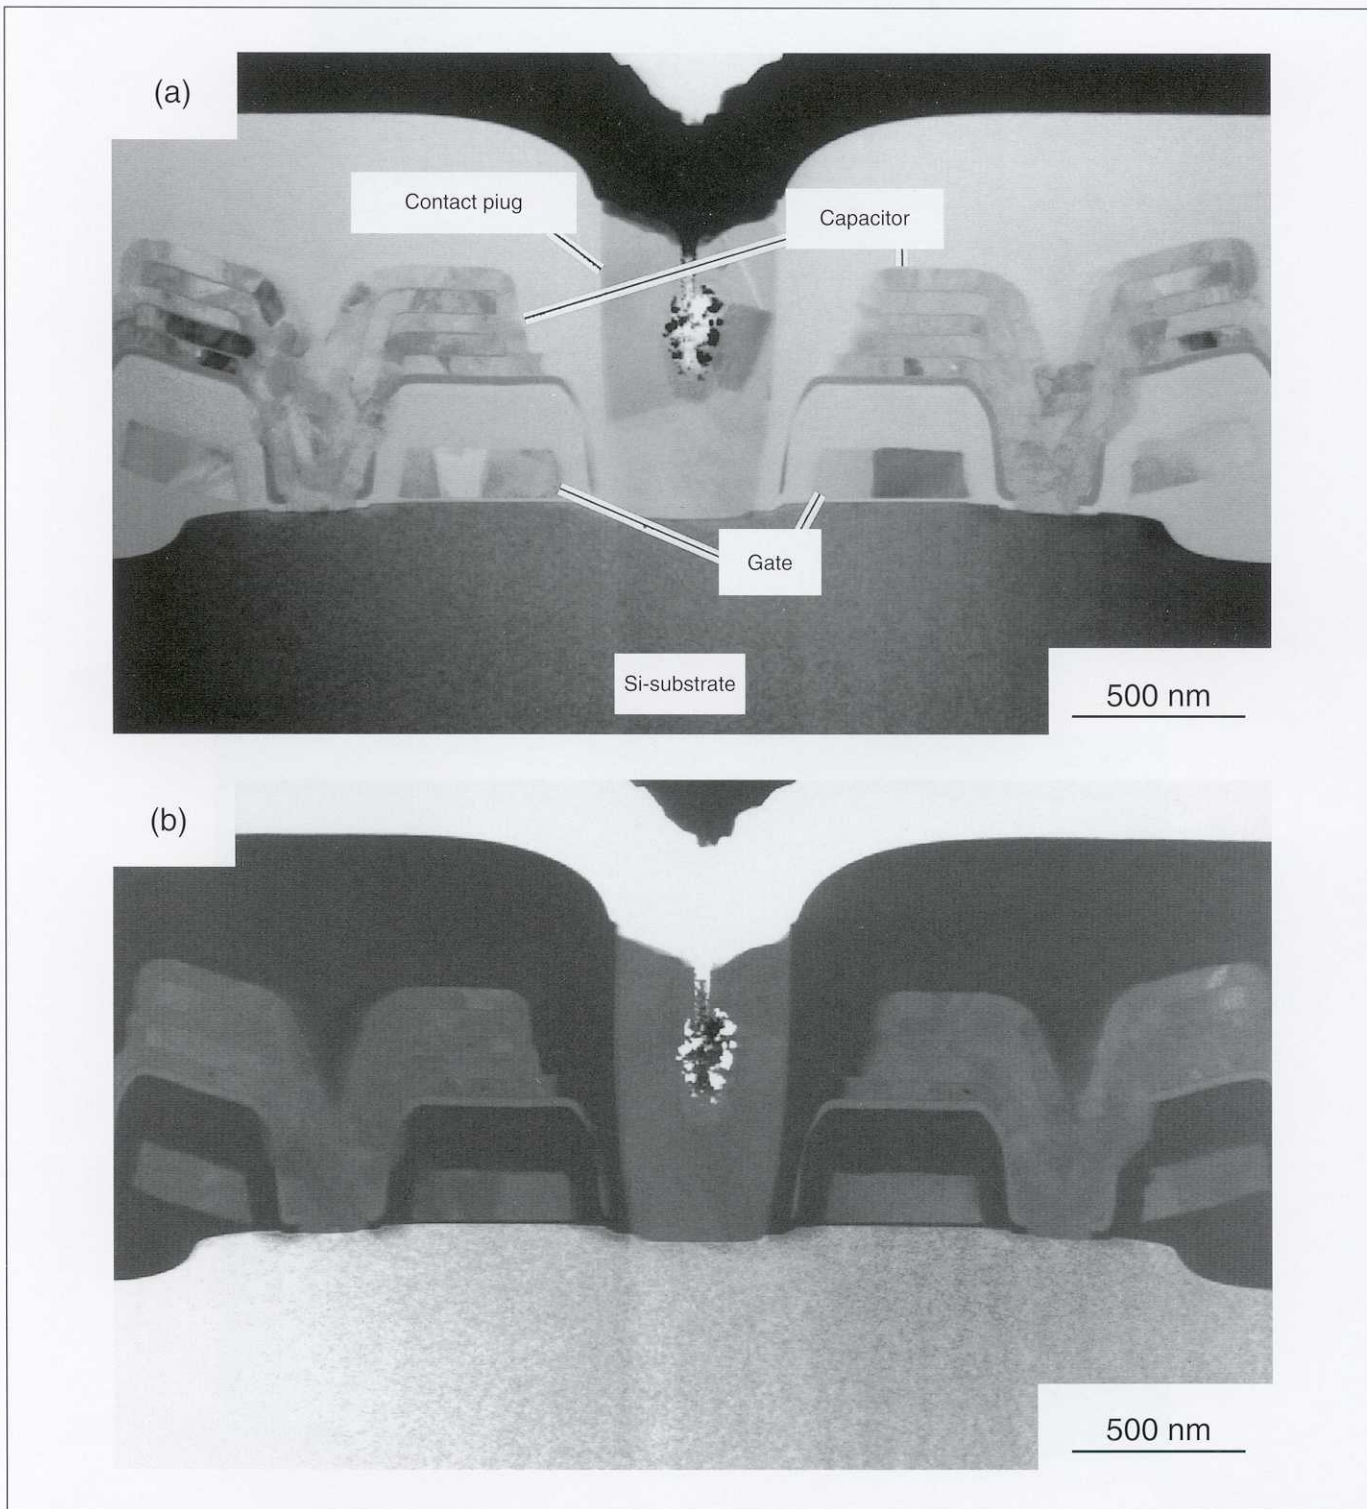 (a)
Contact piug
Capacitor
Gate
Si-substrate
500 nm
(b)
500 nm